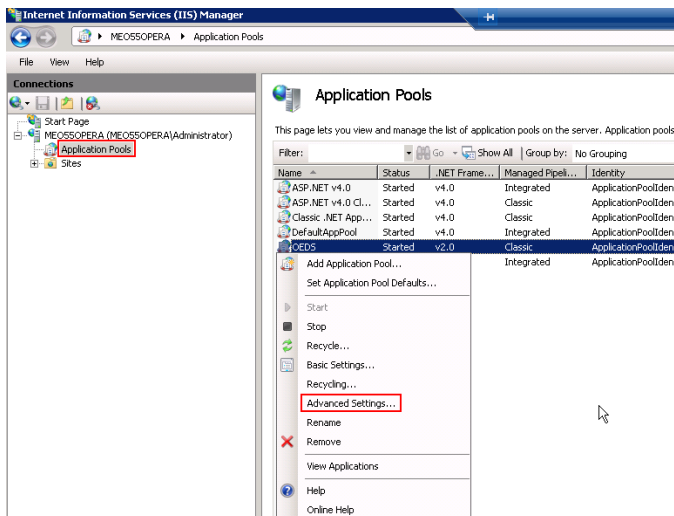 Internet Information Services (IIS) Manager
MEO55OPERA Application Pools
File View Help
Connections
Start Page
MEO55OPERA (MEO55OPERA\Administrator)
Application Pools
Sites
Application Pools
This page lets you view and manage the list of application pools on the server. Application pools
Filter: Go Show All Group by: No Grouping
Name Status .NET Frame... Managed Pipeli... Identity
ASP.NET v4.0 Started v4.0 Integrated ApplicationPoolIden
ASP.NET v4.0 Cl... Started v4.0 Classic ApplicationPoolIden
Classic .NET App... Started v4.0 Classic ApplicationPoolIden
DefaultAppPool Started v4.0 Integrated ApplicationPoolIden
OEDS Started v2.0 Classic ApplicationPoolIden
Integrated ApplicationPoolIden
Add Application Pool...
Set Application Pool Defaults...
Start
Stop
Recycle...
Basic Settings...
Recycling...
Advanced Settings...
Rename
Remove
View Applications
Help
Online Help